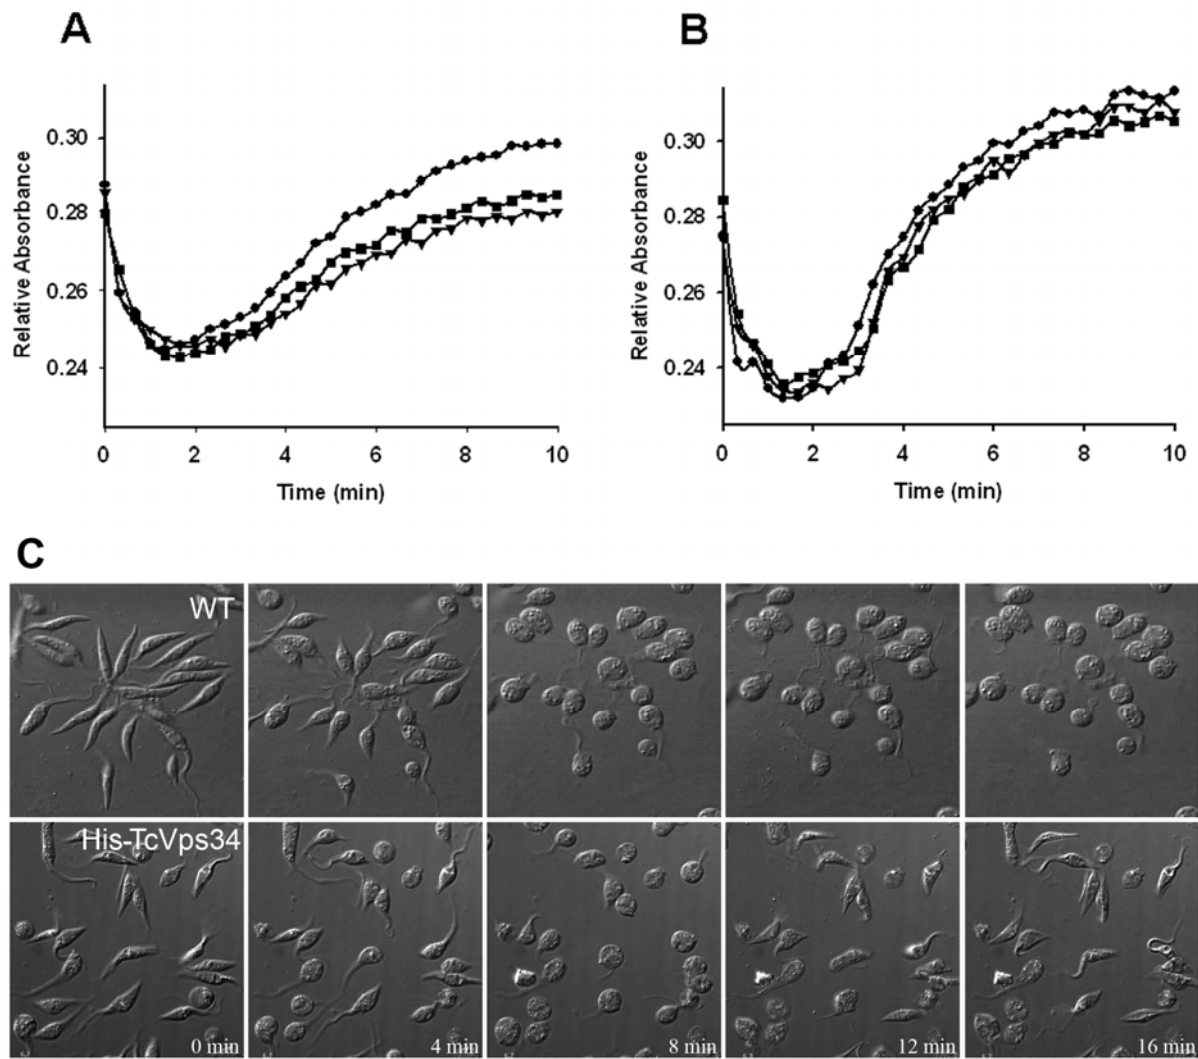 A
B
0.30
0.28
0.26
0.24
Relative Absorbance
0
2
4
6
8
10
Time (min)
0.30
0.28
0.26
0.24
Relative Absorbance
0
2
4
6
8
10
Time (min)
C
WT
His-TcVps34
0 min
4 min
8 min
12 min
16 min